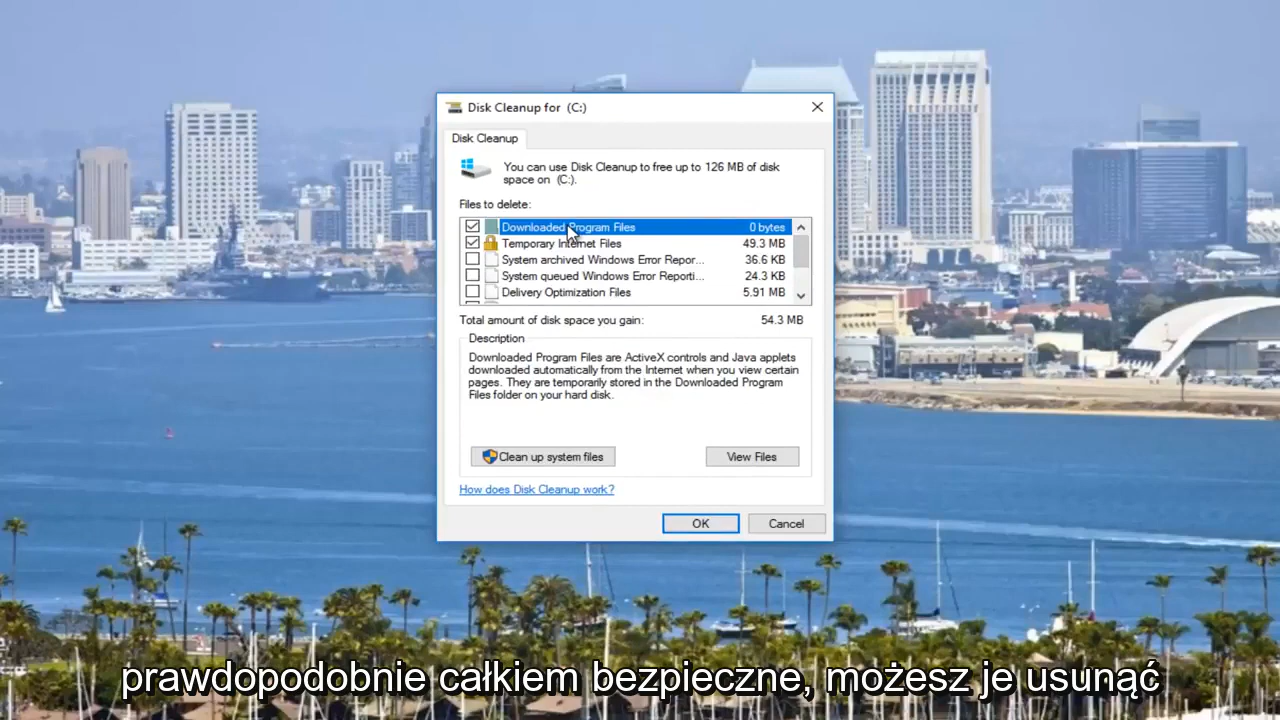 Disk Cleanup for (C:)
Disk Cleanup
You can use Disk Cleanup to free up to 126 MB of disk
space on (C:).
Files to delete:
Downloaded Program Files 0 bytes
Temporary Internet Files 49.3 MB
System archived Windows Error Repor... 36.6 KB
System queued Windows Error Reporti... 24.3 KB
Delivery Optimization Files 5.91 MB
Total amount of disk space you gain: 54.3 MB
Description
Downloaded Program Files are ActiveX controls and Java applets
downloaded automatically from the Internet when you view certain
pages. They are temporarily stored in the Downloaded Program
Files folder on your hard disk.
Clean up system files View Files
How does Disk Cleanup work?
OK Cancel
prawdopodobnie całkiem bezpieczne, możesz je usunąć